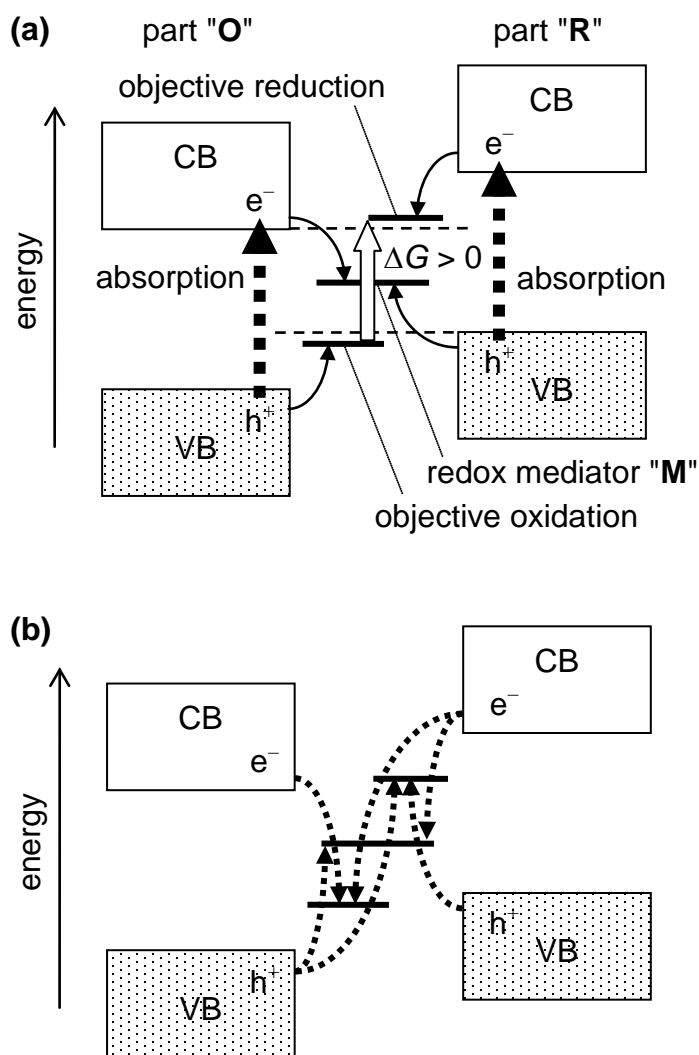 (a)
part "O"
part "R"
objective reduction
CB
CB
e−
e−
ΔG > 0
absorption
absorption
energy
h+
h+
VB
VB
redox mediator "M"
objective oxidation
(b)
CB
CB
e−
e−
energy
h+
VB
h+
VB